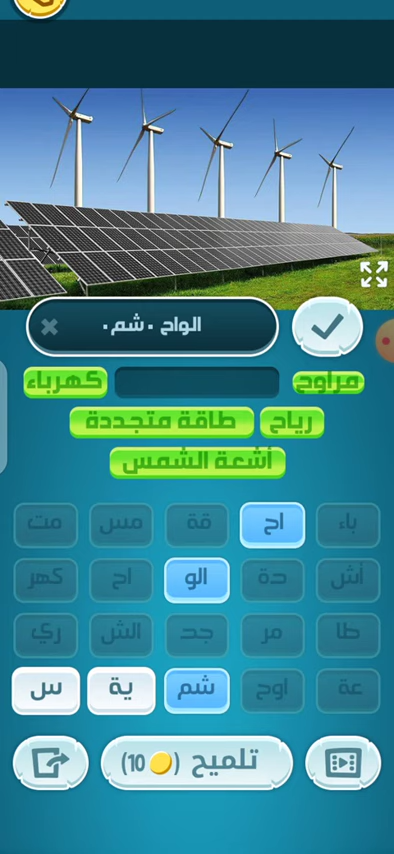 الواح • شم •
مراوح كهرباء
رياح طاقة متجددة
أشعة الشمس
باء اح قة مس مت
أش دة الو اح كهر
طا مر جد الش ري
عة اوح شم ية س
تلميح (10)